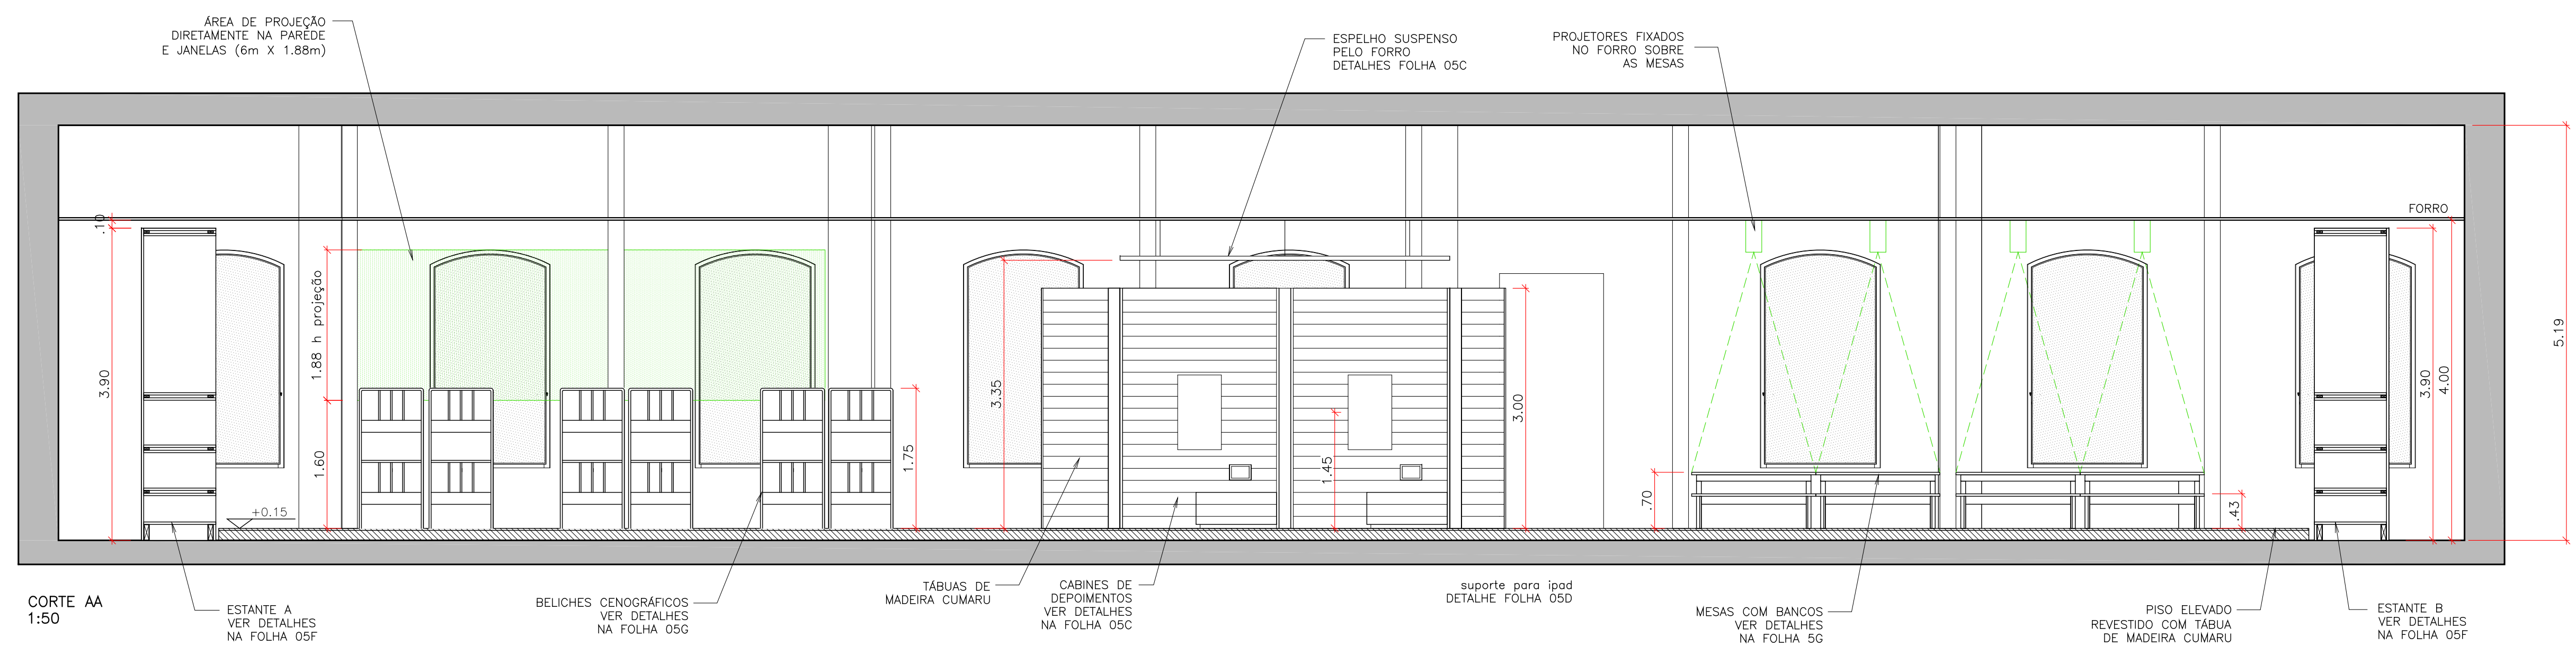 ÁREA DE PROJEÇÃO
DIRETAMENTE NA PAREDE
E JANELAS (6m X 1.88m)
ESPELHO SUSPENSO
PELO FORRO
DETALHES FOLHA 05C
PROJETORES FIXADOS
NO FORRO SOBRE
AS MESAS
FORRO
.10
3.90
1.88 h projeção
1.60
+0.15
1.75
3.35
1.45
3.00
.70
.43
3.90
4.00
5.19
CORTE AA
1:50
ESTANTE A
VER DETALHES
NA FOLHA 05F
BELICHES CENOGRÁFICOS
VER DETALHES
NA FOLHA 05G
TÁBUAS DE
MADEIRA CUMARU
CABINES DE
DEPOIMENTOS
VER DETALHES
NA FOLHA 05C
suporte para ipad
DETALHE FOLHA 05D
MESAS COM BANCOS
VER DETALHES
NA FOLHA 5G
PISO ELEVADO
REVESTIDO COM TÁBUA
DE MADEIRA CUMARU
ESTANTE B
VER DETALHES
NA FOLHA 05F